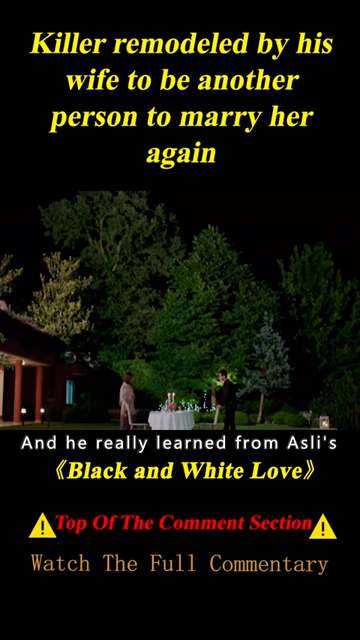 Killer remodeled by his
wife to be another
person to marry her
again
And he really learned from Asli's
《Black and White Love》
Top Of The Comment Section
Watch The Full Commentary